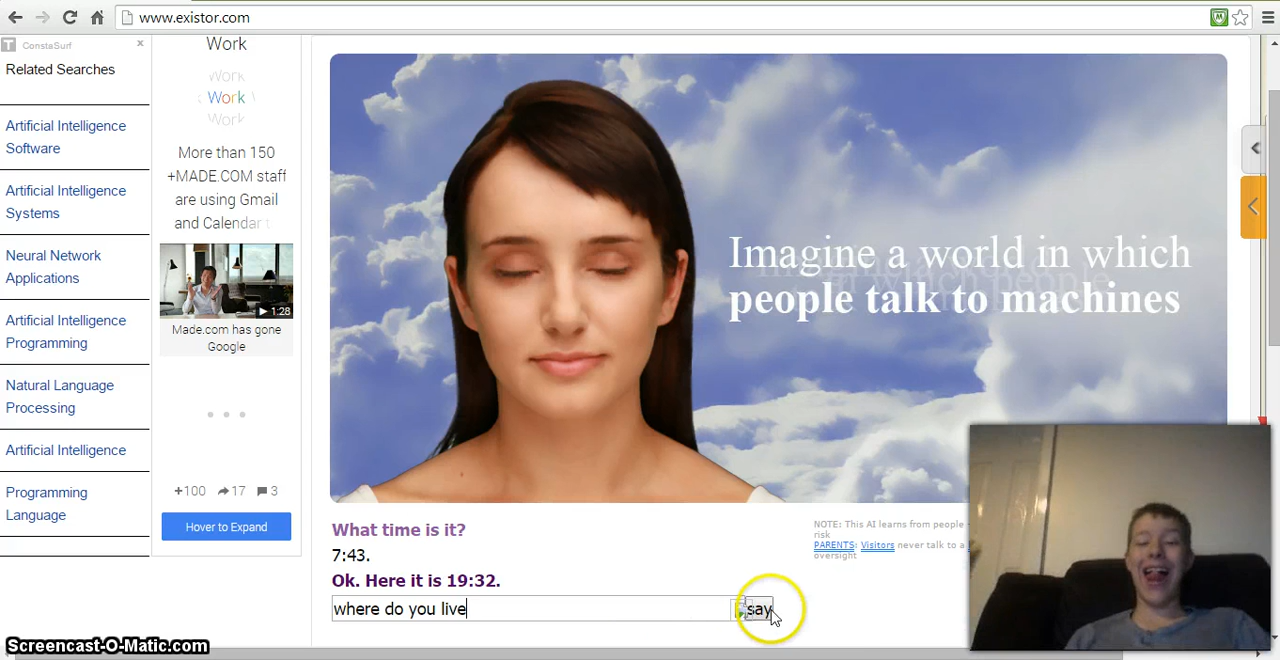 www.existor.com
T ConstaSurf
Related Searches
Artificial Intelligence
Software
Artificial Intelligence
Systems
Neural Network
Applications
Artificial Intelligence
Programming
Natural Language
Processing
Artificial Intelligence
Programming
Language
Work
Work
Work
Work
More than 150
+MADE.COM staff
are using Gmail
and Calendar t
1:28
Made.com has gone
Google
+100 17 3
Hover to Expand
Imagine a world in which
people talk to machines
What time is it?
7:43.
Ok. Here it is 19:32.
where do you live
say
NOTE: This AI learns from people
risk
PARENTS: Visitors never talk to a
oversight
Screencast-O-Matic.com